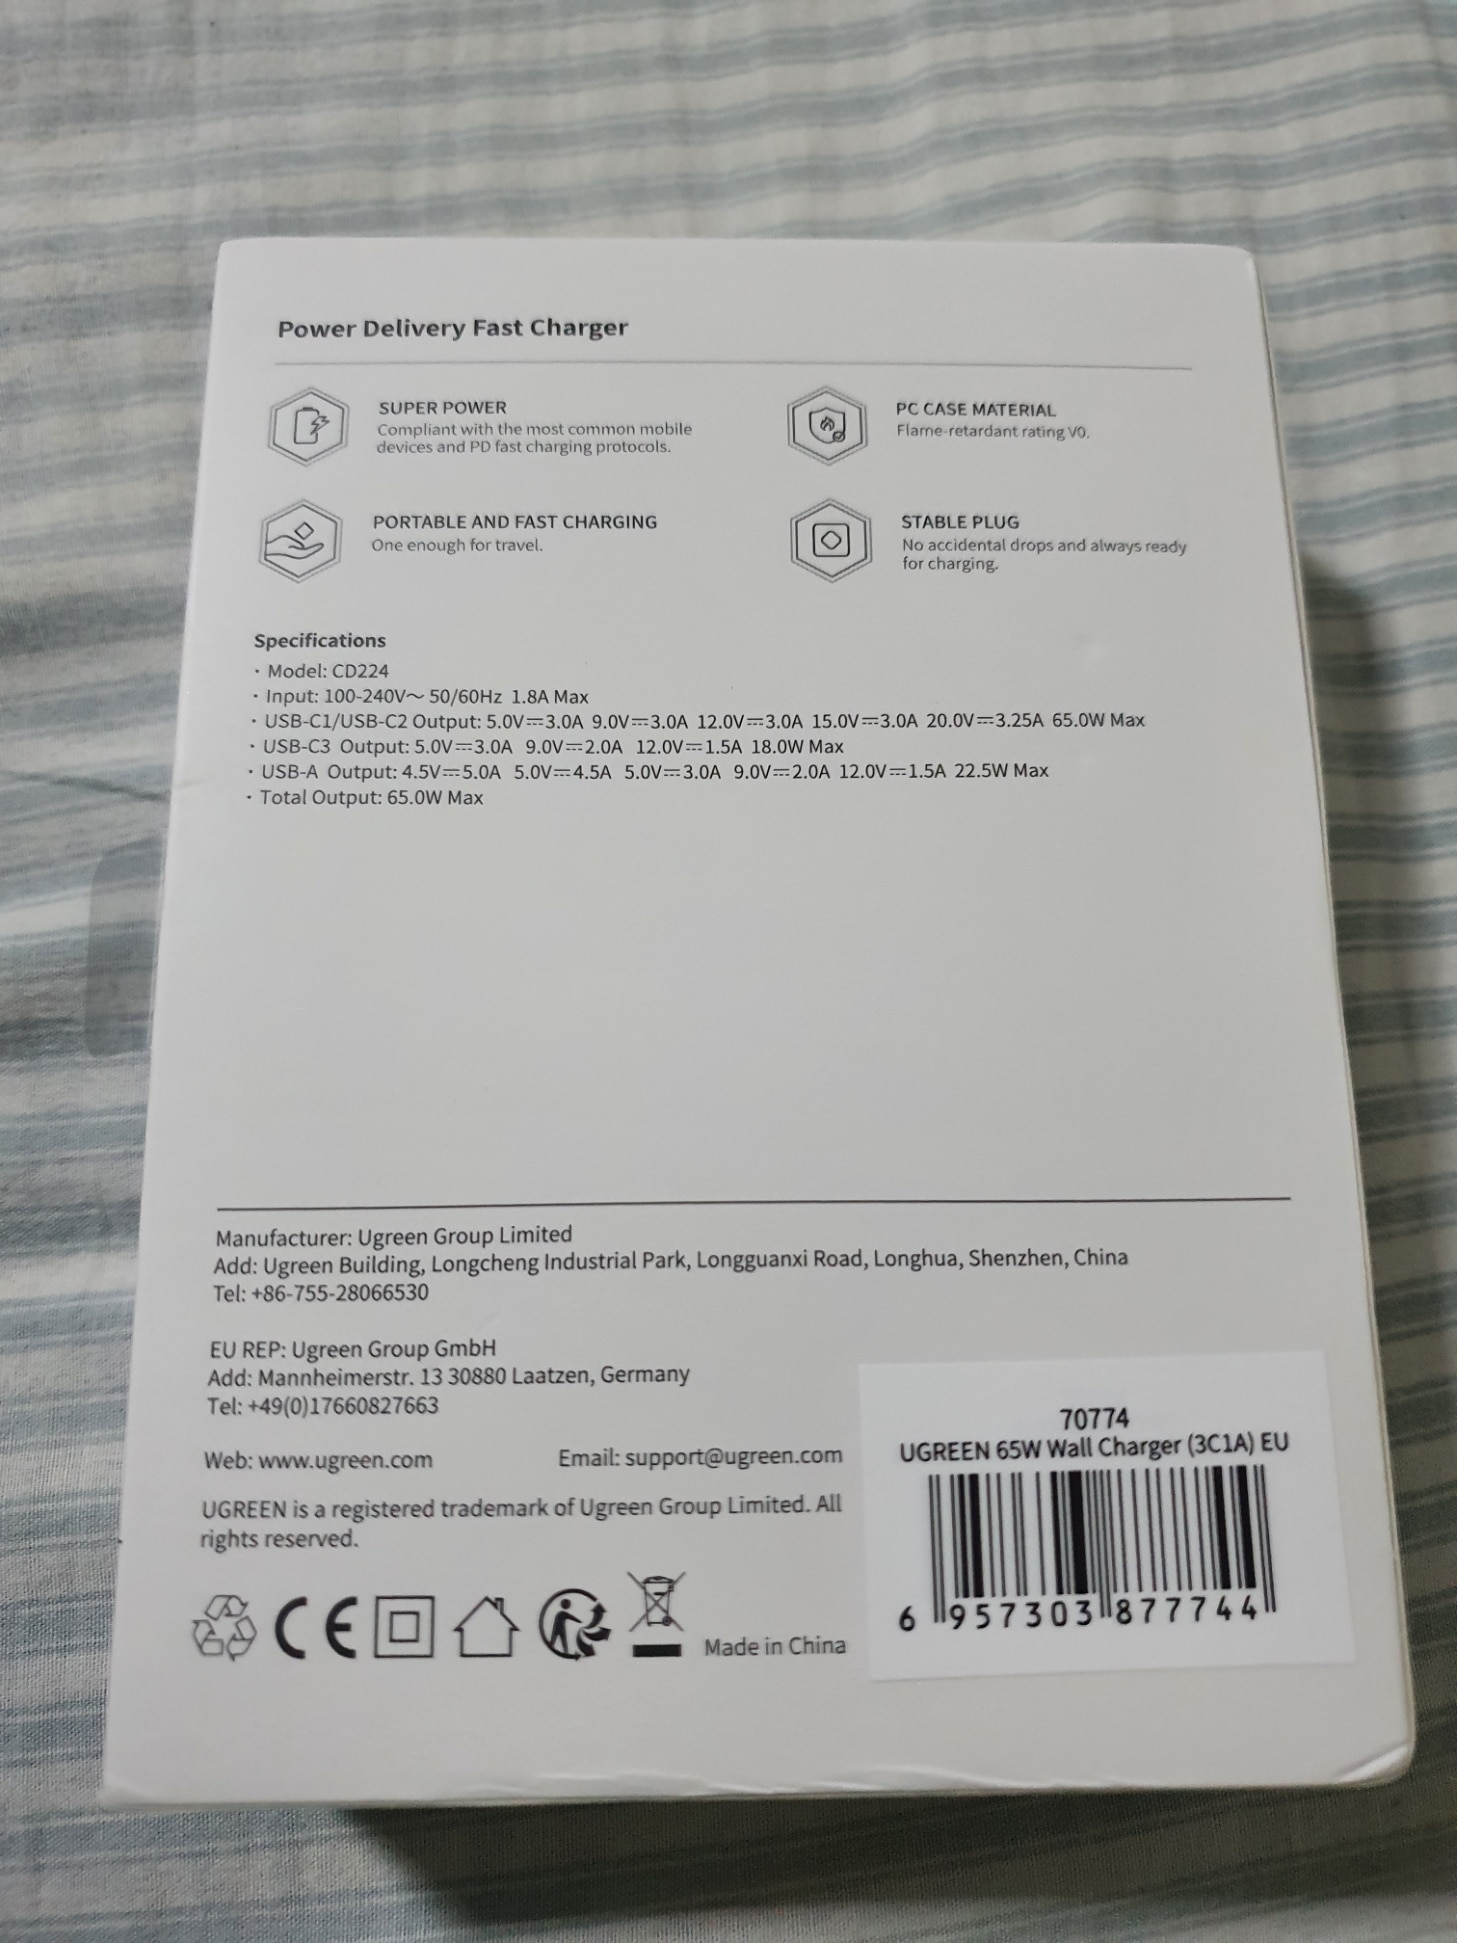 Power Delivery Fast Charger
SUPER POWER
Compliant with the most common mobile
devices and PD fast charging protocols.
PC CASE MATERIAL
Flame-retardant rating V0.
PORTABLE AND FAST CHARGING
One enough for travel.
STABLE PLUG
No accidental drops and always ready
for charging.
Specifications
· Model: CD224
· Input: 100-240V～ 50/60Hz 1.8A Max
· USB-C1/USB-C2 Output: 5.0V⎓3.0A 9.0V⎓3.0A 12.0V⎓3.0A 15.0V⎓3.0A 20.0V⎓3.25A 65.0W Max
· USB-C3 Output: 5.0V⎓3.0A 9.0V⎓2.0A 12.0V⎓1.5A 18.0W Max
· USB-A Output: 4.5V⎓5.0A 5.0V⎓4.5A 5.0V⎓3.0A 9.0V⎓2.0A 12.0V⎓1.5A 22.5W Max
· Total Output: 65.0W Max
Manufacturer: Ugreen Group Limited
Add: Ugreen Building, Longcheng Industrial Park, Longguanxi Road, Longhua, Shenzhen, China
Tel: +86-755-28066530
EU REP: Ugreen Group GmbH
Add: Mannheimerstr. 13 30880 Laatzen, Germany
Tel: +49(0)17660827663
Web: www.ugreen.com Email: support@ugreen.com
UGREEN is a registered trademark of Ugreen Group Limited. All
rights reserved.
CE
Made in China
70774
UGREEN 65W Wall Charger (3C1A) EU
6 957303 877744